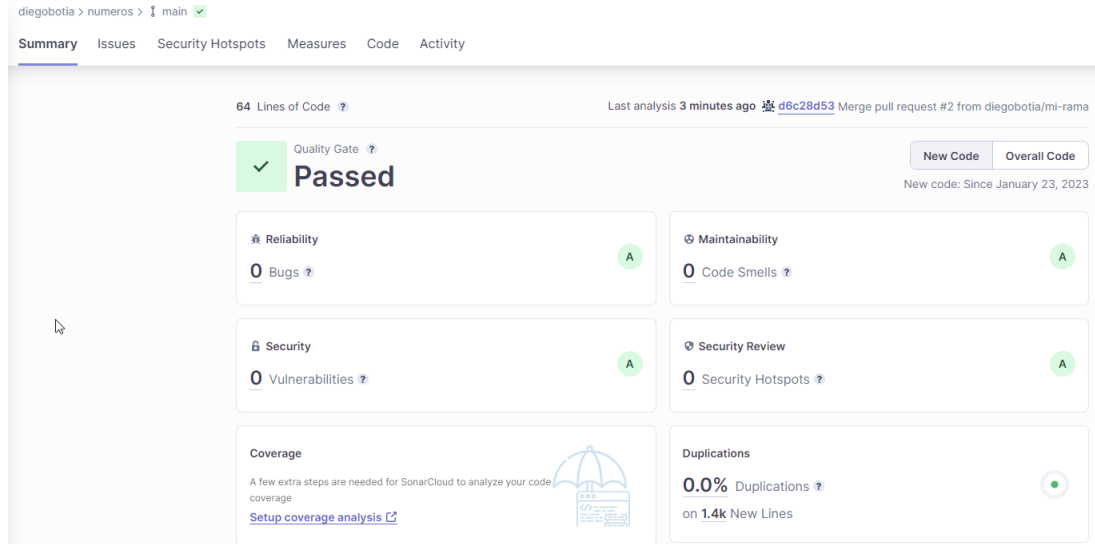 diegobotia > numeros > main
Summary Issues Security Hotspots Measures Code Activity
64 Lines of Code ?
Last analysis 3 minutes ago d6c28d53 Merge pull request #2 from diegobotia/mi-rama
Quality Gate ?
Passed
New Code Overall Code
New code: Since January 23, 2023
Reliability
0 Bugs ?
A
Maintainability
0 Code Smells ?
A
Security
0 Vulnerabilities ?
A
Security Review
0 Security Hotspots ?
A
Coverage
A few extra steps are needed for SonarCloud to analyze your code
coverage
Setup coverage analysis
Duplications
0.0% Duplications ?
on 1.4k New Lines